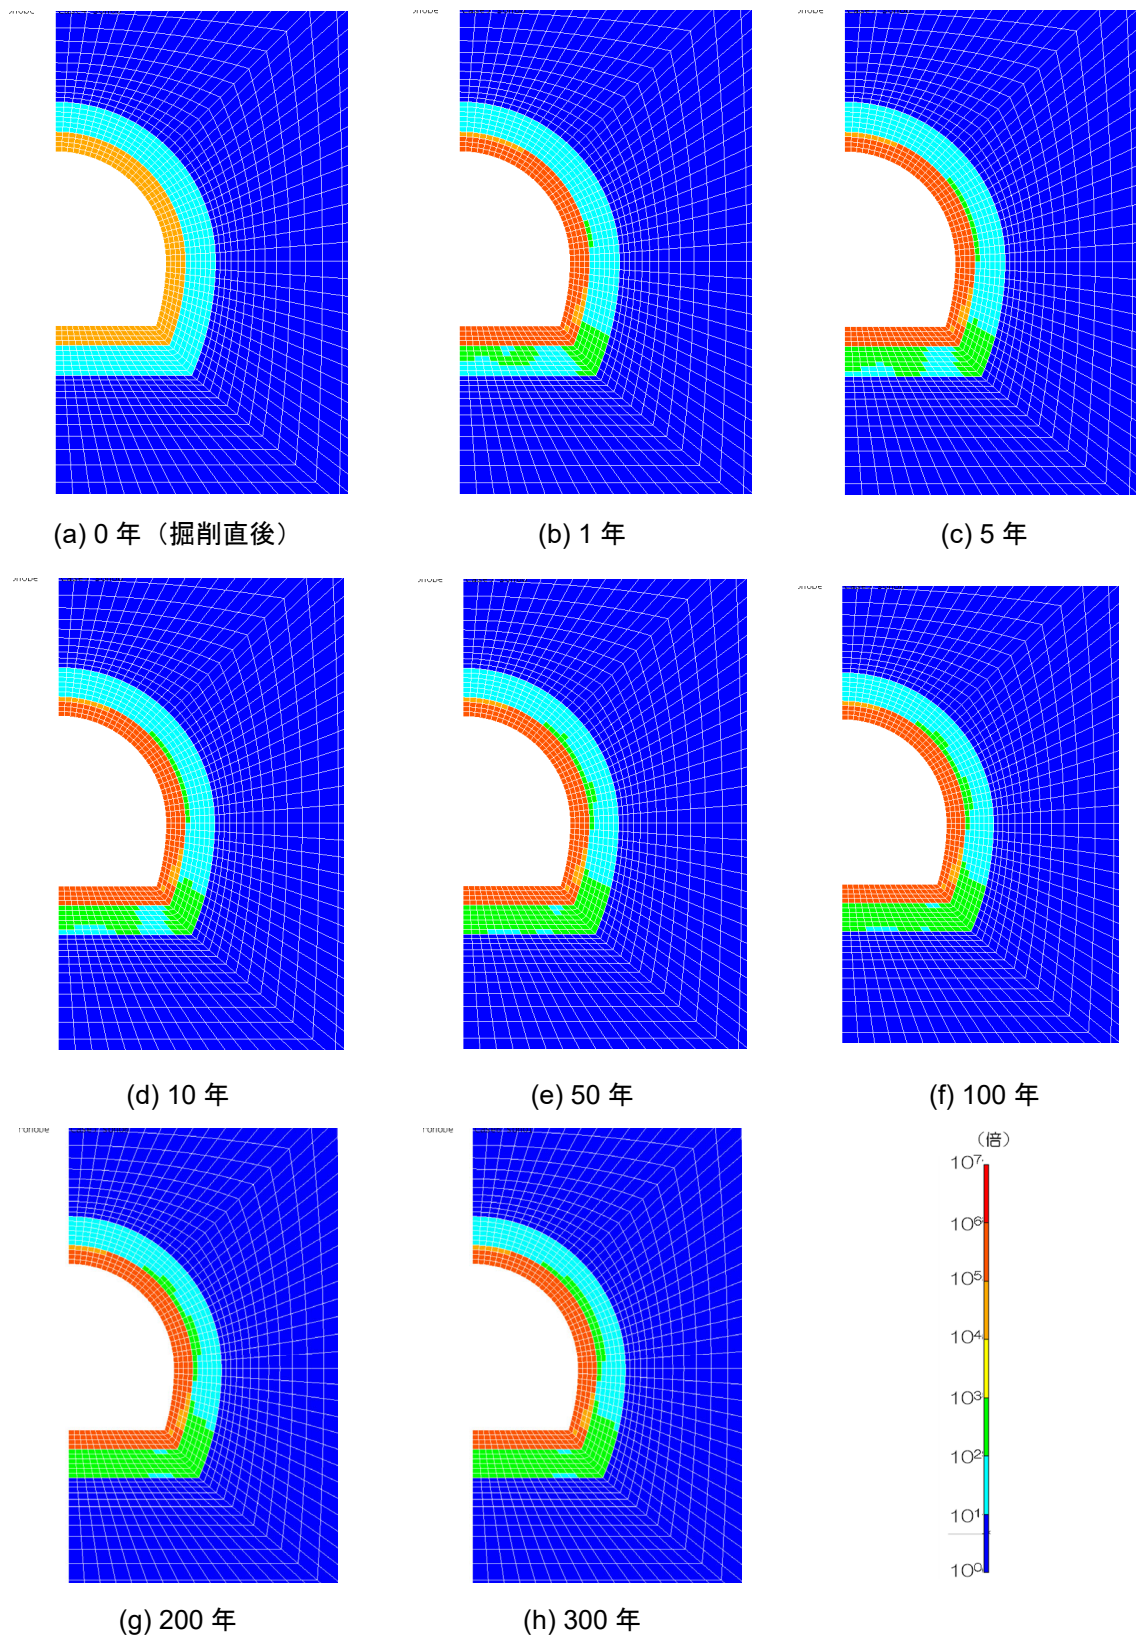 (a) 0 年（掘削直後）
(b) 1 年
(c) 5 年
(d) 10 年
(e) 50 年
(f) 100 年
（倍）
10⁷
10⁶
10⁵
10⁴
10³
10²
10¹
10⁰
(g) 200 年
(h) 300 年